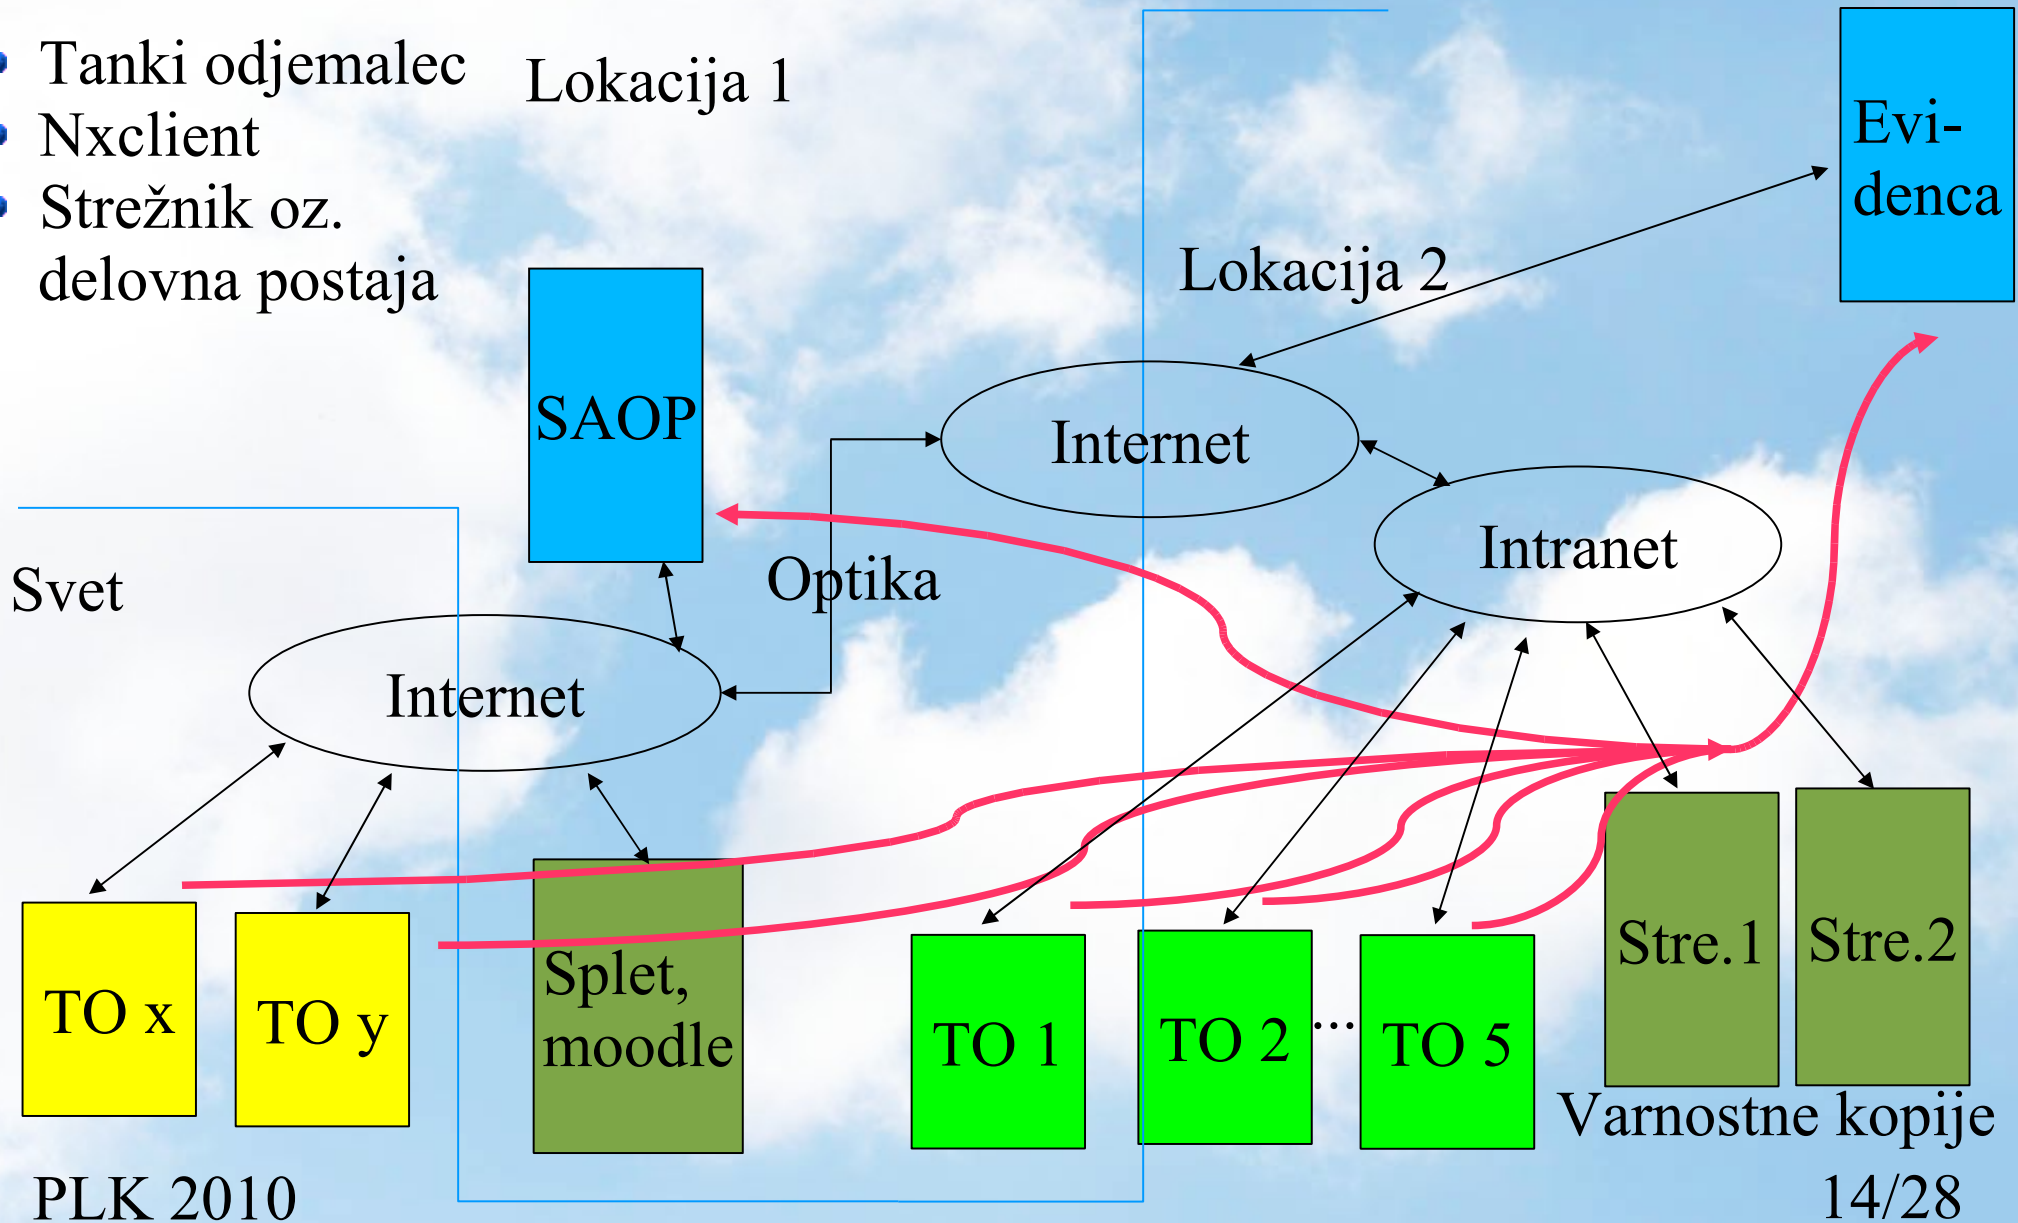 Tanki odjemalec
Nxclient
Strežnik oz.
delovna postaja
Lokacija 1
Lokacija 2
Evi-
denca
SAOP
Internet
Intranet
Optika
Svet
Internet
TO x
TO y
Splet,
moodle
TO 1
TO 2
...
TO 5
Stre.1
Stre.2
Varnostne kopije
PLK 2010
14/28